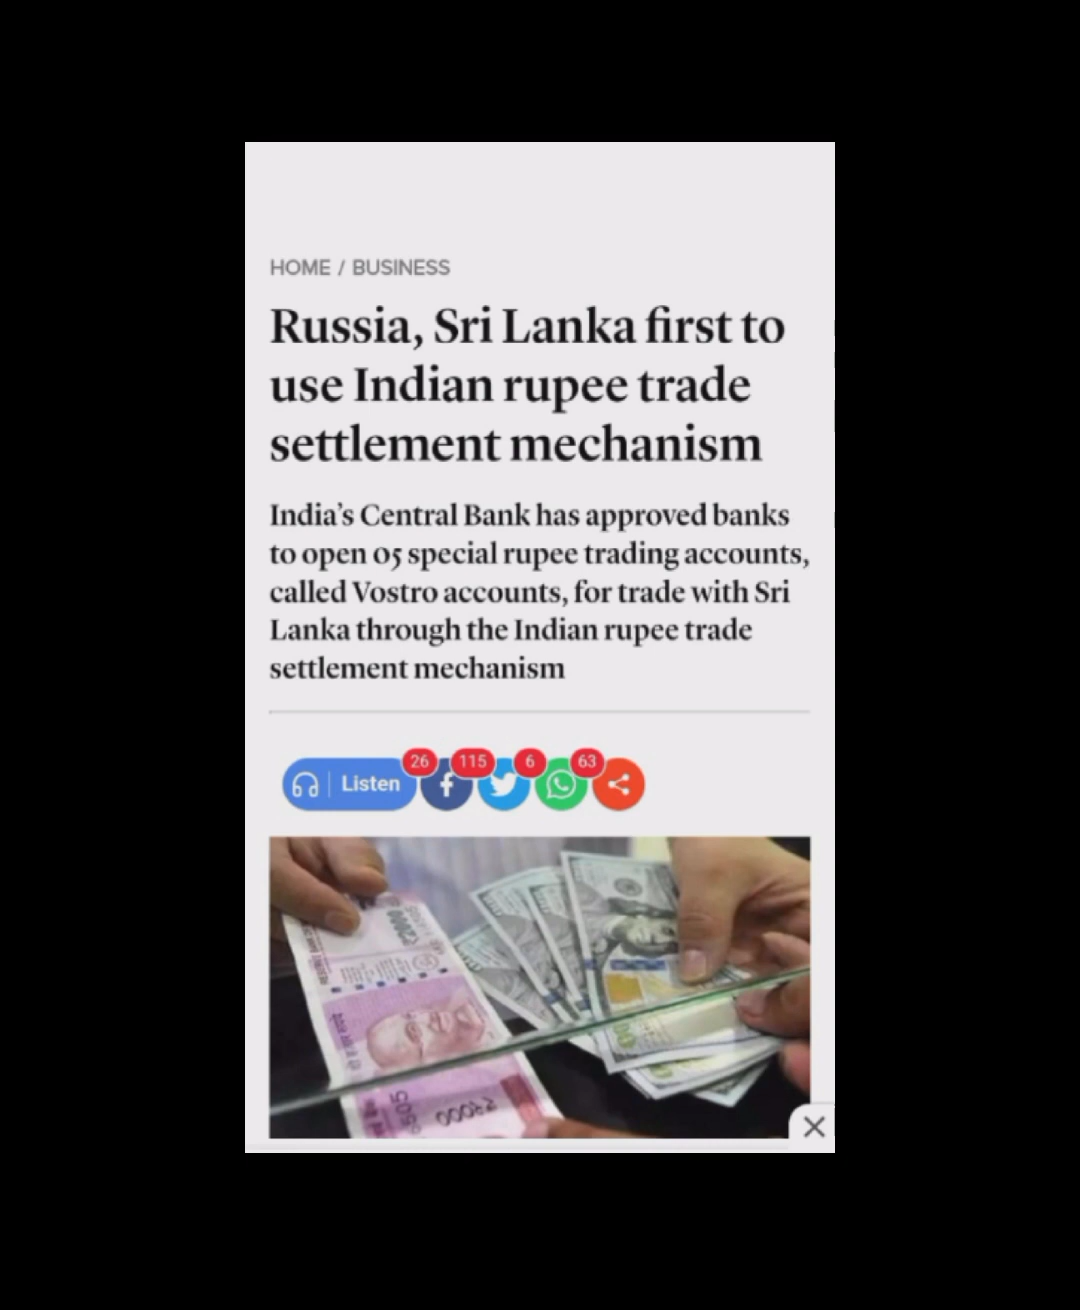 HOME / BUSINESS
Russia, Sri Lanka first to
use Indian rupee trade
settlement mechanism
India's Central Bank has approved banks
to open 05 special rupee trading accounts,
called Vostro accounts, for trade with Sri
Lanka through the Indian rupee trade
settlement mechanism
Listen
26
115
6
63
₹2000